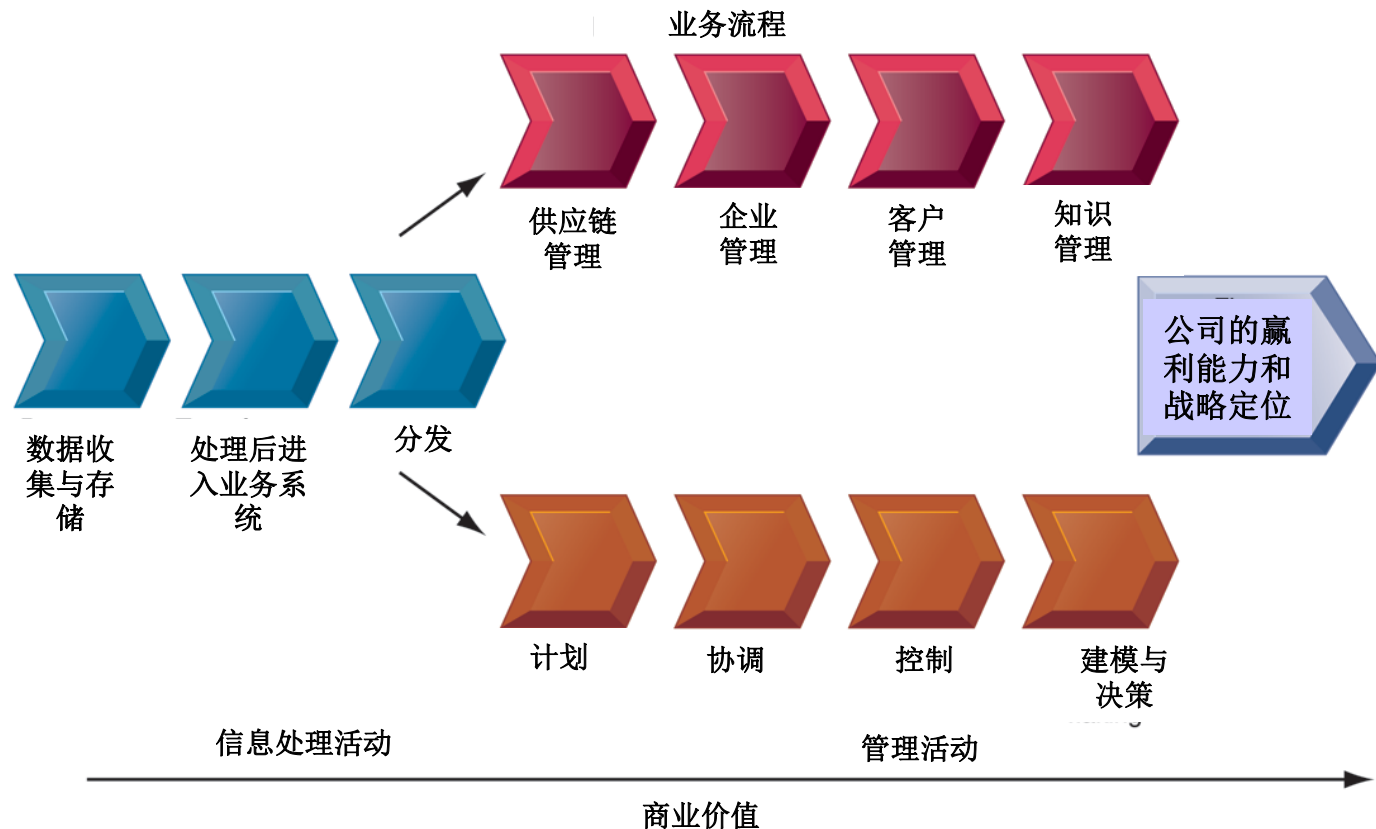 业务流程
供应链
管理
企业
管理
客户
管理
知识
管理
数据收
集与存
储
处理后进
入业务系
统
分发
公司的赢
利能力和
战略定位
计划
协调
控制
建模与
决策
信息处理活动
管理活动
商业价值